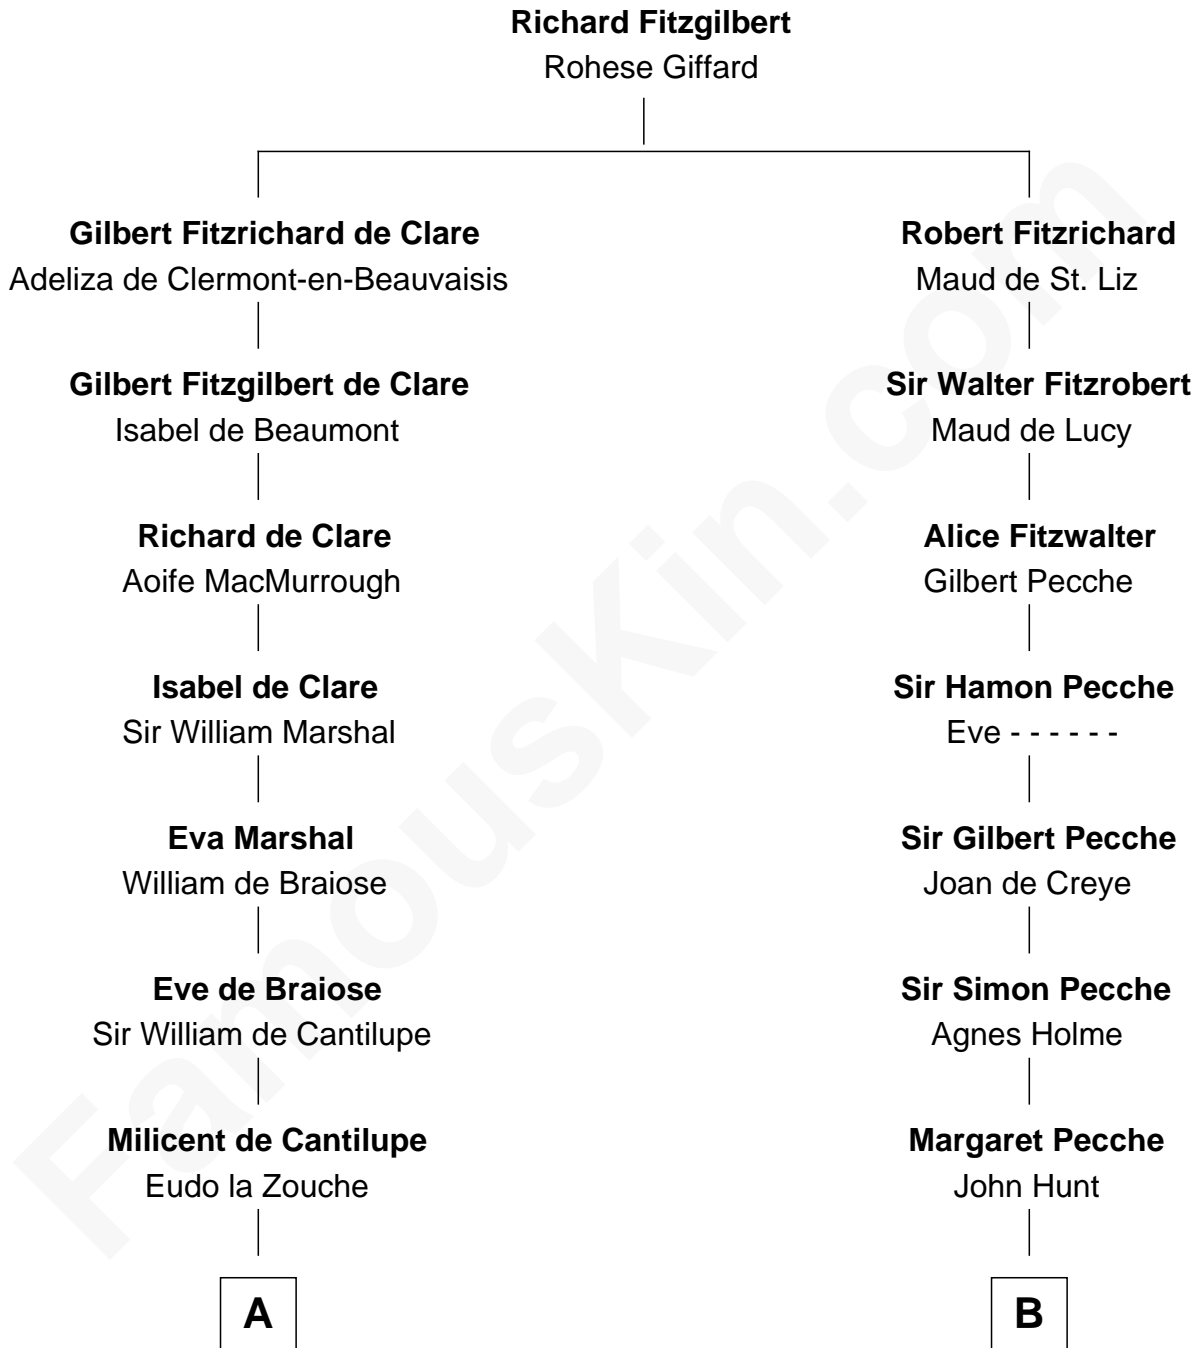 Richard Fitzgilbert
Rohese Giffard
Gilbert Fitzrichard de Clare
Adeliza de Clermont-en-Beauvaisis
Robert Fitzrichard
Maud de St. Liz
Gilbert Fitzgilbert de Clare
Isabel de Beaumont
Sir Walter Fitzrobert
Maud de Lucy
Richard de Clare
Aoife MacMurrough
Alice Fitzwalter
Gilbert Pecche
Isabel de Clare
Sir William Marshal
Sir Hamon Pecche
Eve - - - - - -
Eva Marshal
William de Braiose
Sir Gilbert Pecche
Joan de Creye
Eve de Braiose
Sir William de Cantilupe
Sir Simon Pecche
Agnes Holme
Milicent de Cantilupe
Eudo la Zouche
Margaret Pecche
John Hunt
A
B
FamousKin.com